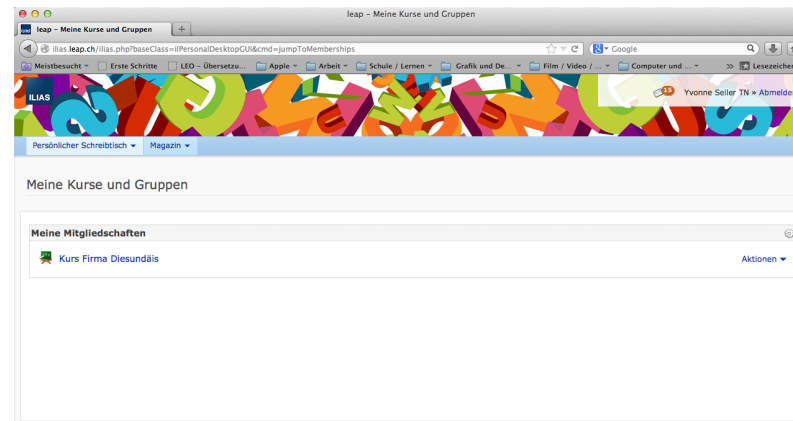 leap – Meine Kurse und Gruppen
leap – Meine Kurse und Gruppen
ilias.leap.ch/ilias.php?baseClass=ilPersonalDesktopGUI&cmd=jumpToMemberships Google
Meistbesucht Erste Schritte LEO – Übersetzu... Apple Arbeit Schule / Lernen Grafik und De... Film / Video / ... Computer und ... Lesezeichen
ILIAS 15 Yvonne Seiler TN » Abmelde
Persönlicher Schreibtisch Magazin
Meine Kurse und Gruppen
Meine Mitgliedschaften
Kurs Firma Diesundäis Aktionen